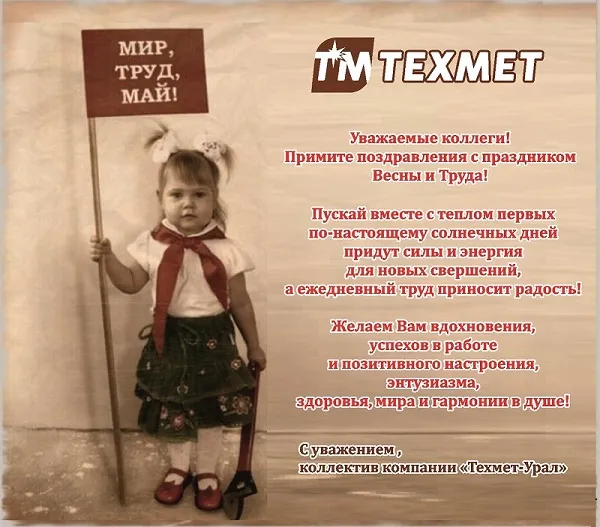 МИР,
ТРУД,
МАЙ!
ТМ ТЕХМЕТ
Уважаемые коллеги!
Примите поздравления с праздником
Весны и Труда!
Пускай вместе с теплом первых
по-настоящему солнечных дней
придут силы и энергия
для новых свершений,
а ежедневный труд приносит радость!
Желаем Вам вдохновения,
успехов в работе
и позитивного настроения,
энтузиазма,
здоровья, мира и гармонии в душе!
С уважением ,
коллектив компании «Техмет-Урал»